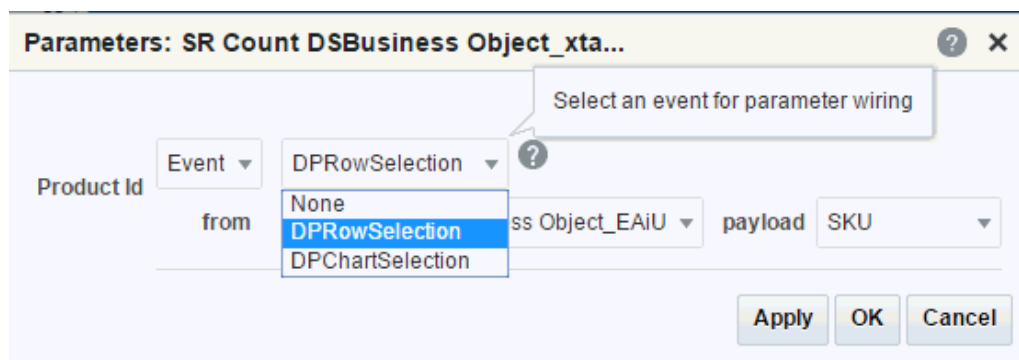 Parameters: SR Count DSBusiness Object_xta...
Select an event for parameter wiring
Event DPRowSelection
Product Id
None
from DPRowSelection ss Object_EAiU payload SKU
DPChartSelection
Apply OK Cancel